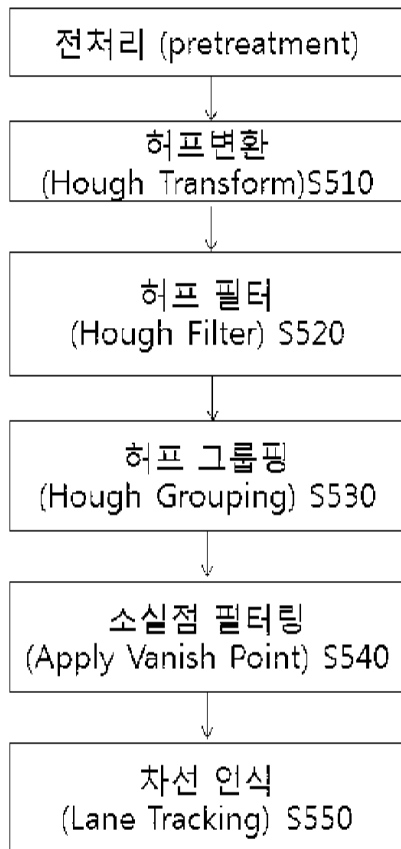 전처리 (pretreatment)
허프변환
(Hough Transform)S510
허프 필터
(Hough Filter) S520
허프 그룹핑
(Hough Grouping) S530
소실점 필터링
(Apply Vanish Point) S540
차선 인식
(Lane Tracking) S550